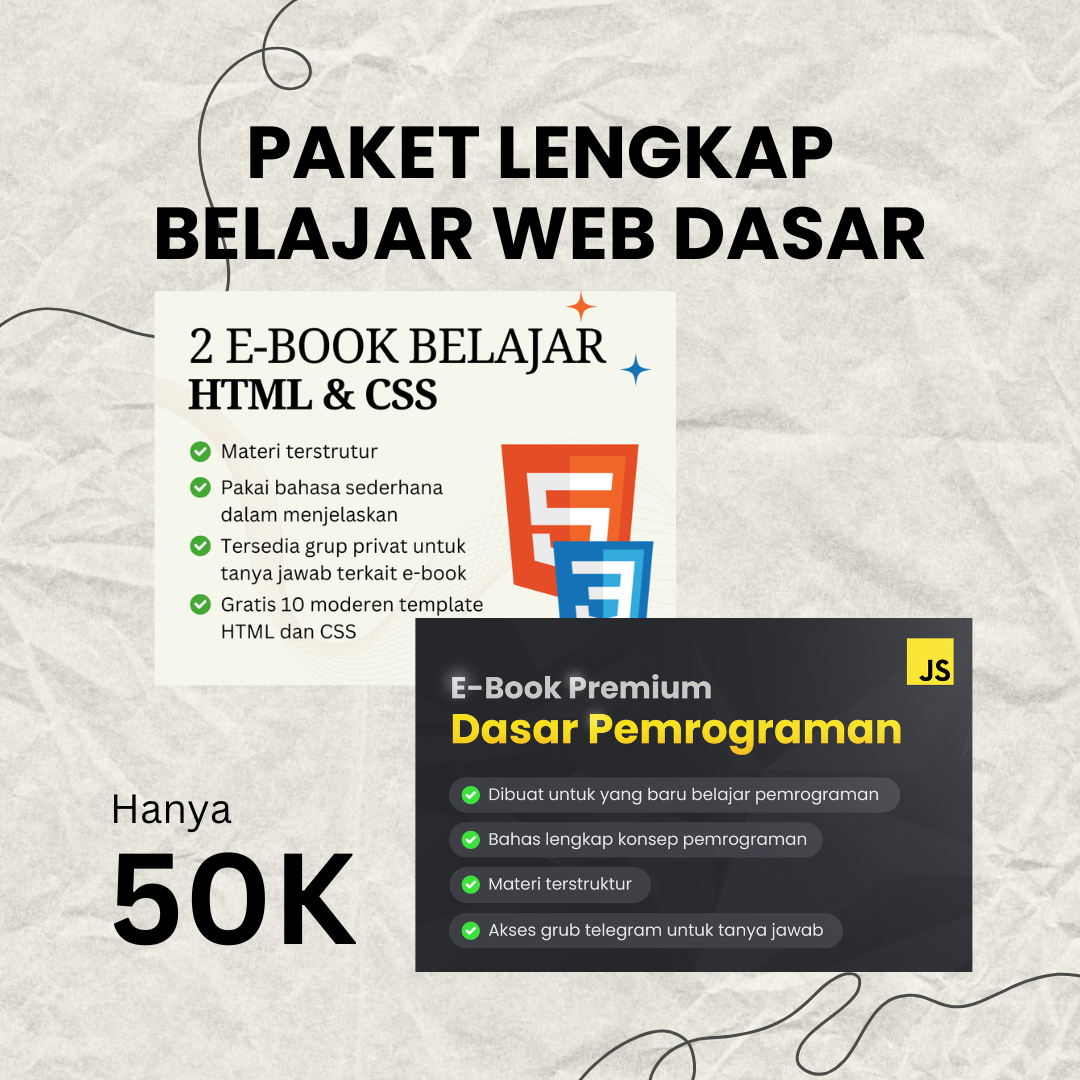 PAKET LENGKAP
BELAJAR WEB DASAR
2 E-BOOK BELAJAR
HTML & CSS
Materi terstrutur
Pakai bahasa sederhana
dalam menjelaskan
Tersedia grup privat untuk
tanya jawab terkait e-book
Gratis 10 moderen template
HTML dan CSS
JS
E-Book Premium
Dasar Pemrograman
Dibuat untuk yang baru belajar pemrograman
Bahas lengkap konsep pemrograman
Materi terstruktur
Akses grub telegram untuk tanya jawab
Hanya
50K